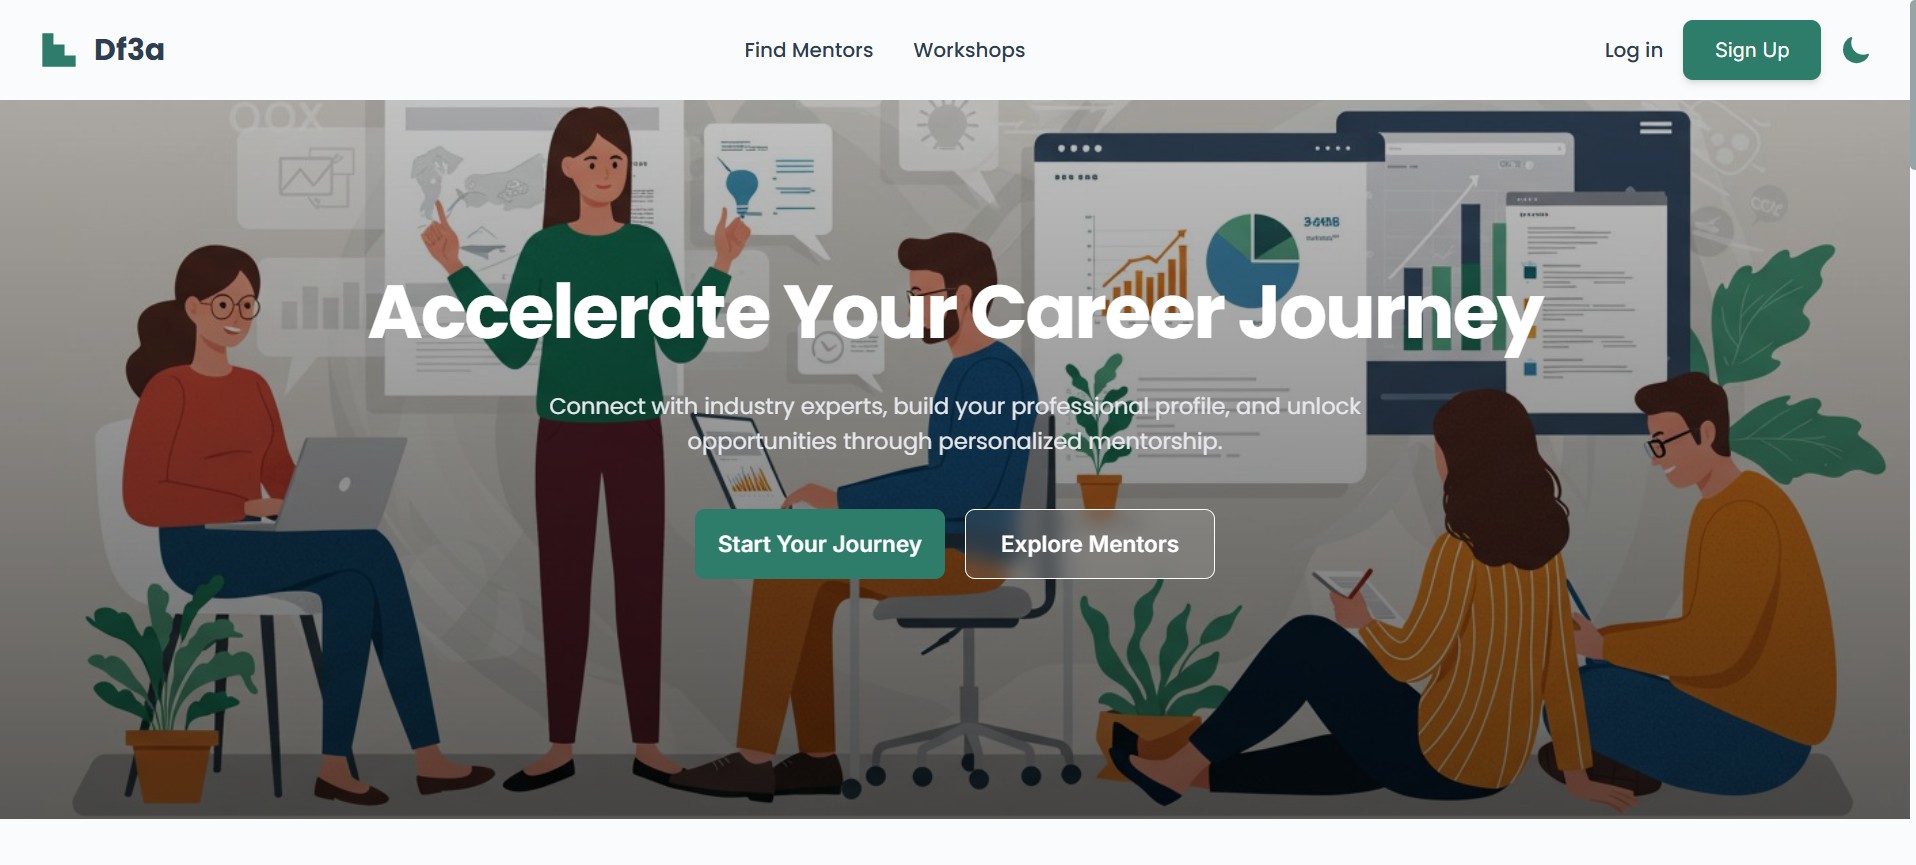 Df3a
Find Mentors
Workshops
Log in
Sign Up
OOX
Accelerate Your Career Journey
Connect with industry experts, build your professional profile, and unlock
opportunities through personalized mentorship.
Start Your Journey
Explore Mentors